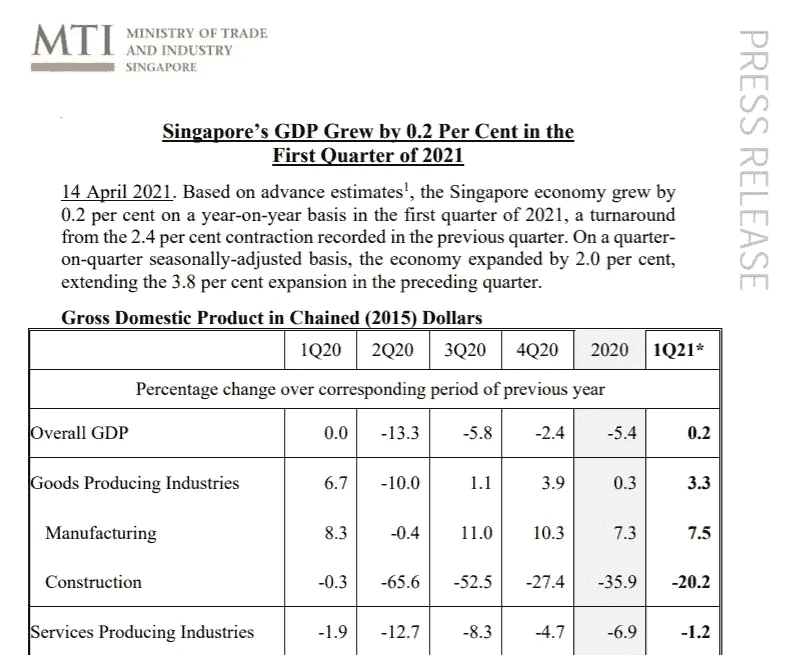 MTI MINISTRY OF TRADE
AND INDUSTRY
SINGAPORE
PRESS RELEASE
Singapore's GDP Grew by 0.2 Per Cent in the
First Quarter of 2021
14 April 2021. Based on advance estimates¹, the Singapore economy grew by
0.2 per cent on a year-on-year basis in the first quarter of 2021, a turnaround
from the 2.4 per cent contraction recorded in the previous quarter. On a quarter-
on-quarter seasonally-adjusted basis, the economy expanded by 2.0 per cent,
extending the 3.8 per cent expansion in the preceding quarter.
Gross Domestic Product in Chained (2015) Dollars
1Q20 2Q20 3Q20 4Q20 2020 1Q21*
Percentage change over corresponding period of previous year
Overall GDP 0.0 -13.3 -5.8 -2.4 -5.4 0.2
Goods Producing Industries 6.7 -10.0 1.1 3.9 0.3 3.3
Manufacturing 8.3 -0.4 11.0 10.3 7.3 7.5
Construction -0.3 -65.6 -52.5 -27.4 -35.9 -20.2
Services Producing Industries -1.9 -12.7 -8.3 -4.7 -6.9 -1.2